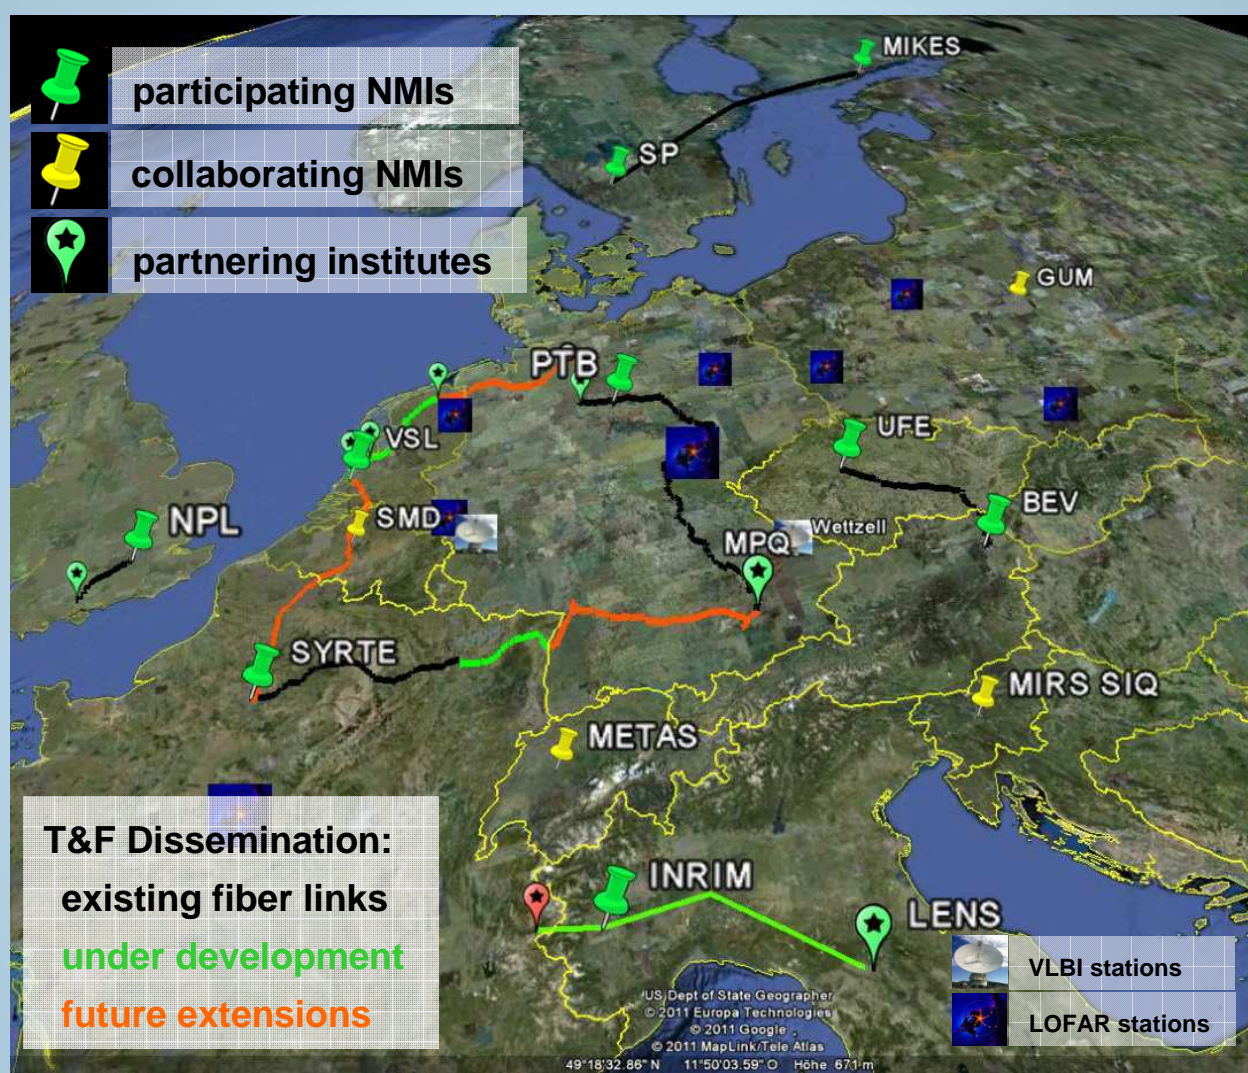 MIKES
participating NMIs
SP
collaborating NMIs
partnering institutes
GUM
PTB
UFE
VSL
BEV
SMD
NPL
Wettzell
MPQ
SYRTE
MIRS SIQ
METAS
T&F Dissemination:
existing fiber links
under development
future extensions
INRIM
LENS
VLBI stations
LOFAR stations
US Dept of State Geographer
© 2011 Europa Technologies
© 2011 Google
© 2011 MapLink/Tele Atlas
49°18'32.86" N 11°50'03.59" O Höhe 671 m